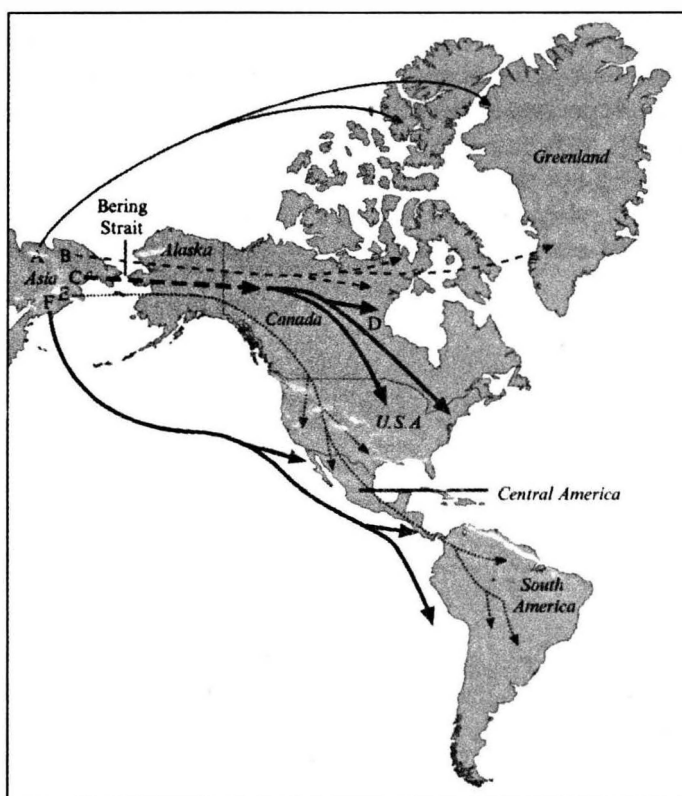 Greenland
Bering
Strait
Alaska
A
B
Asia
C
E
F
Canada
D
U.S.A
Central America
South
America